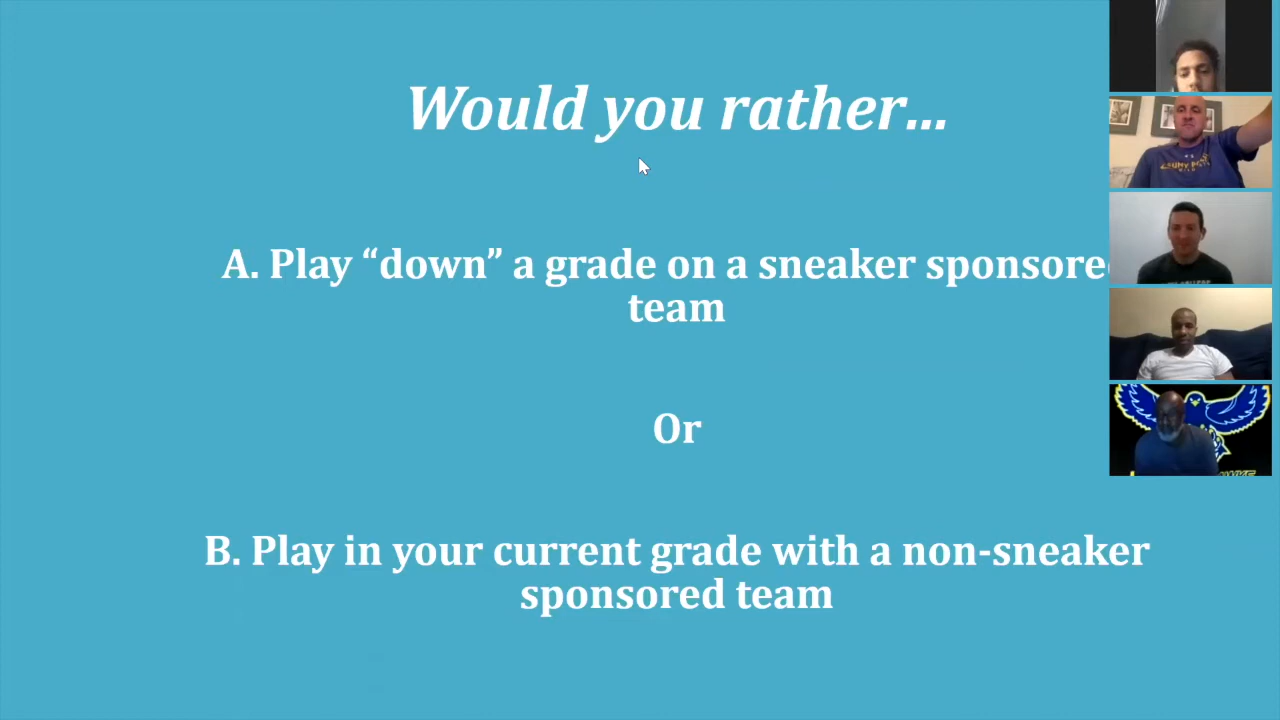 Would you rather...
A. Play “down” a grade on a sneaker sponsore
team
Or
B. Play in your current grade with a non-sneaker
sponsored team